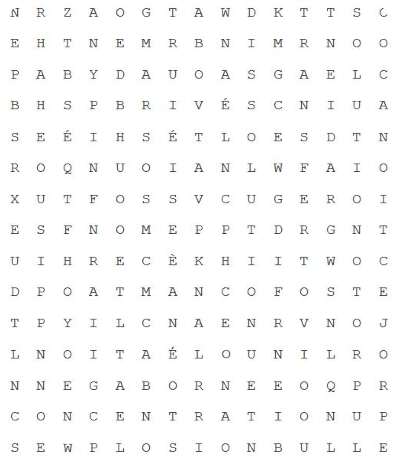 N R Z A O G T A W D K T T S C
E H T N E M R B N I M R N O O
P A B Y D A U O A S G A E L C
B H S P B R I V É S C N I U A
S E É I H S É T L O E S D T N
R O Q N U O I A N L W F A I O
X U T F O S S V C U G E R O I
E S F N O M E P P T D R G N T
U I H R E C È K H I I T W O C
D P O A T M A N C O F O S T E
T P Y I L C N A E N R V N O J
L N O I T A É L O U N I L R O
N N E G A B O R N E E O Q P R
C O N C E N T R A T I O N U P
S E W P L O S I O N B U L L E